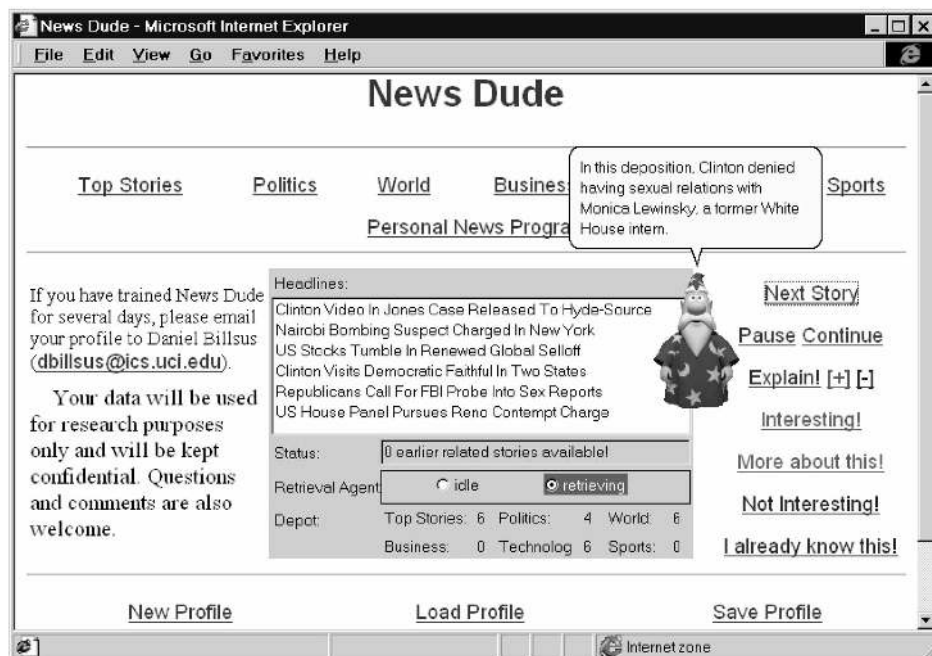 News Dude - Microsoft Internet Explorer
File Edit View Go Favorites Help
News Dude
Top Stories Politics World Business Sports
Personal News Progra
In this deposition, Clinton denied
having sexual relations with
Monica Lewinsky, a former White
House intern.
If you have trained News Dude
for several days, please email
your profile to Daniel Billsus
(dbillsus@ics.uci.edu).
Your data will be used
for research purposes
only and will be kept
confidential. Questions
and comments are also
welcome.
Headlines:
Clinton Video In Jones Case Released To Hyde-Source
Nairobi Bombing Suspect Charged In New York
US Stocks Tumble In Renewed Global Selloff
Clinton Visits Democratic Faithful In Two States
Republicans Call For FBI Probe Into Sex Reports
US House Panel Pursues Reno Contempt Charge
Status: 0 earlier related stories available!
Retrieval Agent idle retrieving
Depot: Top Stories: 6 Politics: 4 World: 6
Business: 0 Technolog 6 Sports: 0
Next Story
Pause Continue
Explain! [+] [-]
Interesting!
More about this!
Not Interesting!
I already know this!
New Profile Load Profile Save Profile
Internet zone